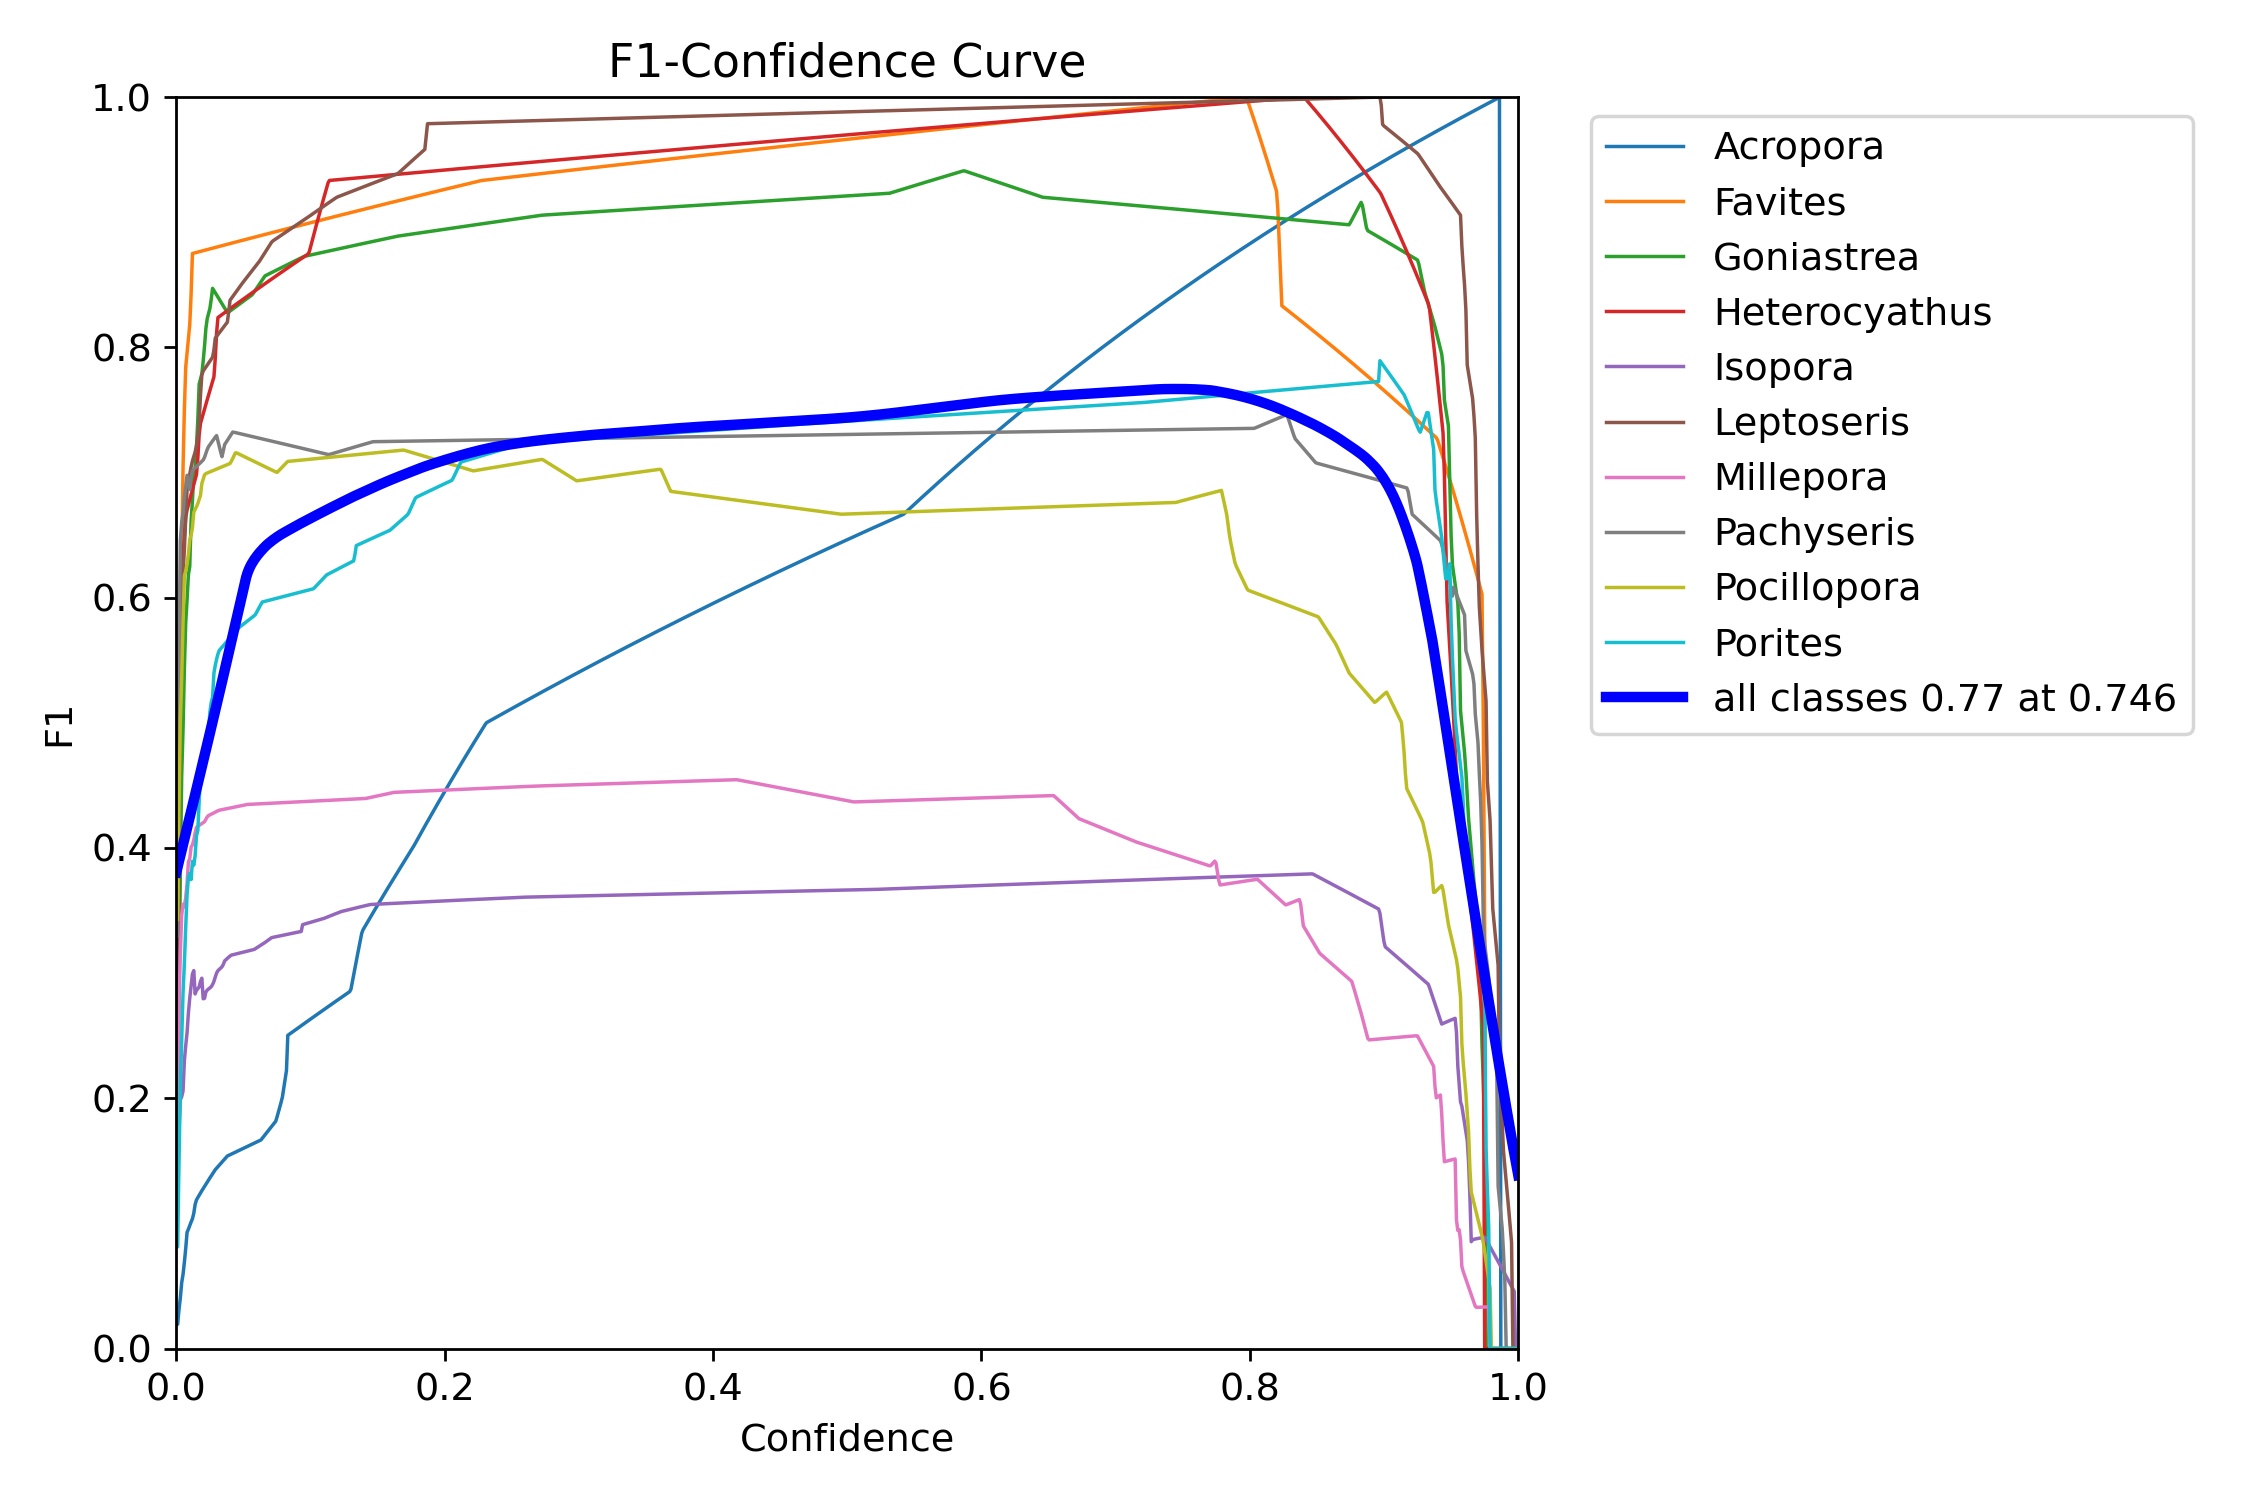 F1-Confidence Curve
1.0
0.8
0.6
0.4
0.2
0.0
F1
0.0 0.2 0.4 0.6 0.8 1.0
Confidence
Acropora
Favites
Goniastrea
Heterocyathus
Isopora
Leptoseris
Millepora
Pachyseris
Pocillopora
Porites
all classes 0.77 at 0.746